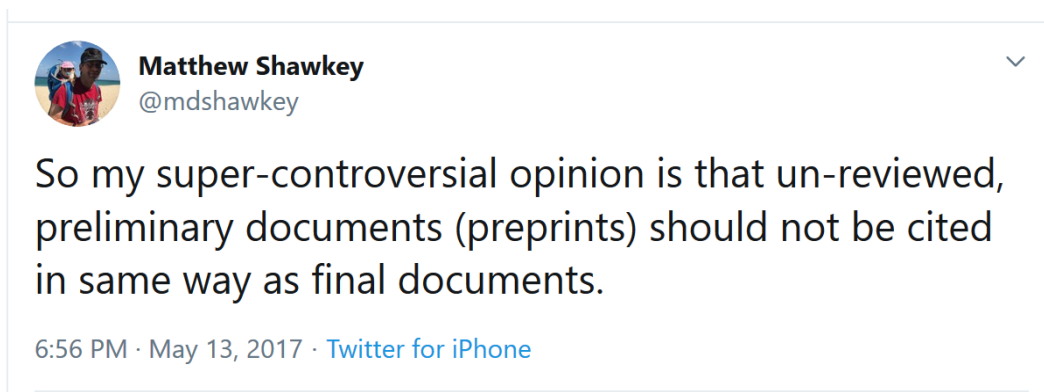 Matthew Shawkey
@mdshawkey
So my super-controversial opinion is that un-reviewed,
preliminary documents (preprints) should not be cited
in same way as final documents.
6:56 PM · May 13, 2017 · Twitter for iPhone